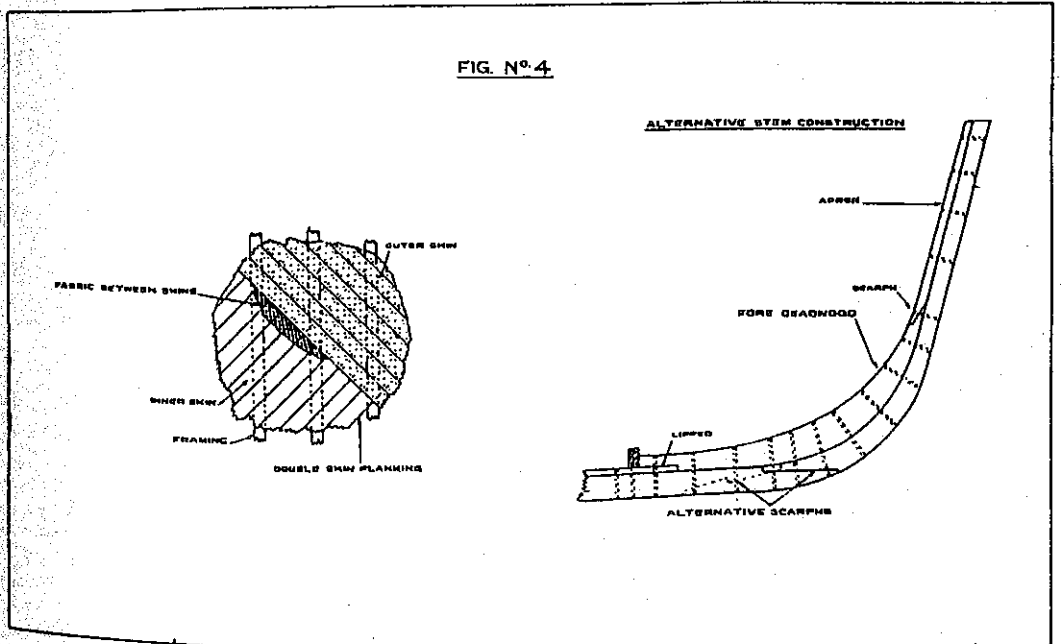 FIG. Nº. 4
ALTERNATIVE STEM CONSTRUCTION
APRON
SCARPH
FORE DEADWOOD
LIPPED
ALTERNATIVE SCARPHS
OUTER SKIN
FABRIC BETWEEN SKINS
INNER SKIN
FRAMING
DOUBLE SKIN PLANKING